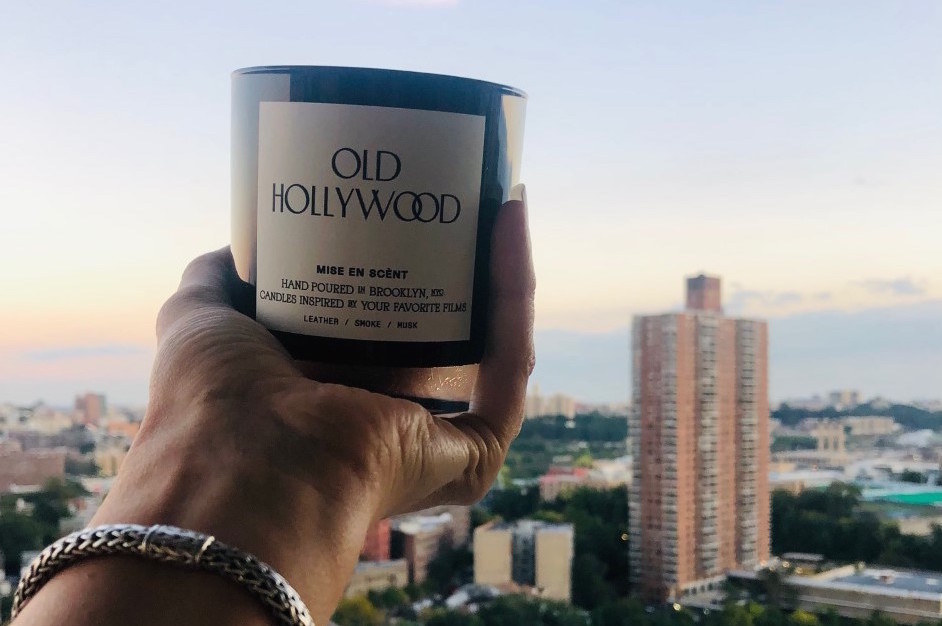 OLD
HOLLYWOOD
MISE EN SCÈNT
HAND POURED IN BROOKLYN, NYC
CANDLES INSPIRED BY YOUR FAVORITE FILMS
LEATHER / SMOKE / MUSK